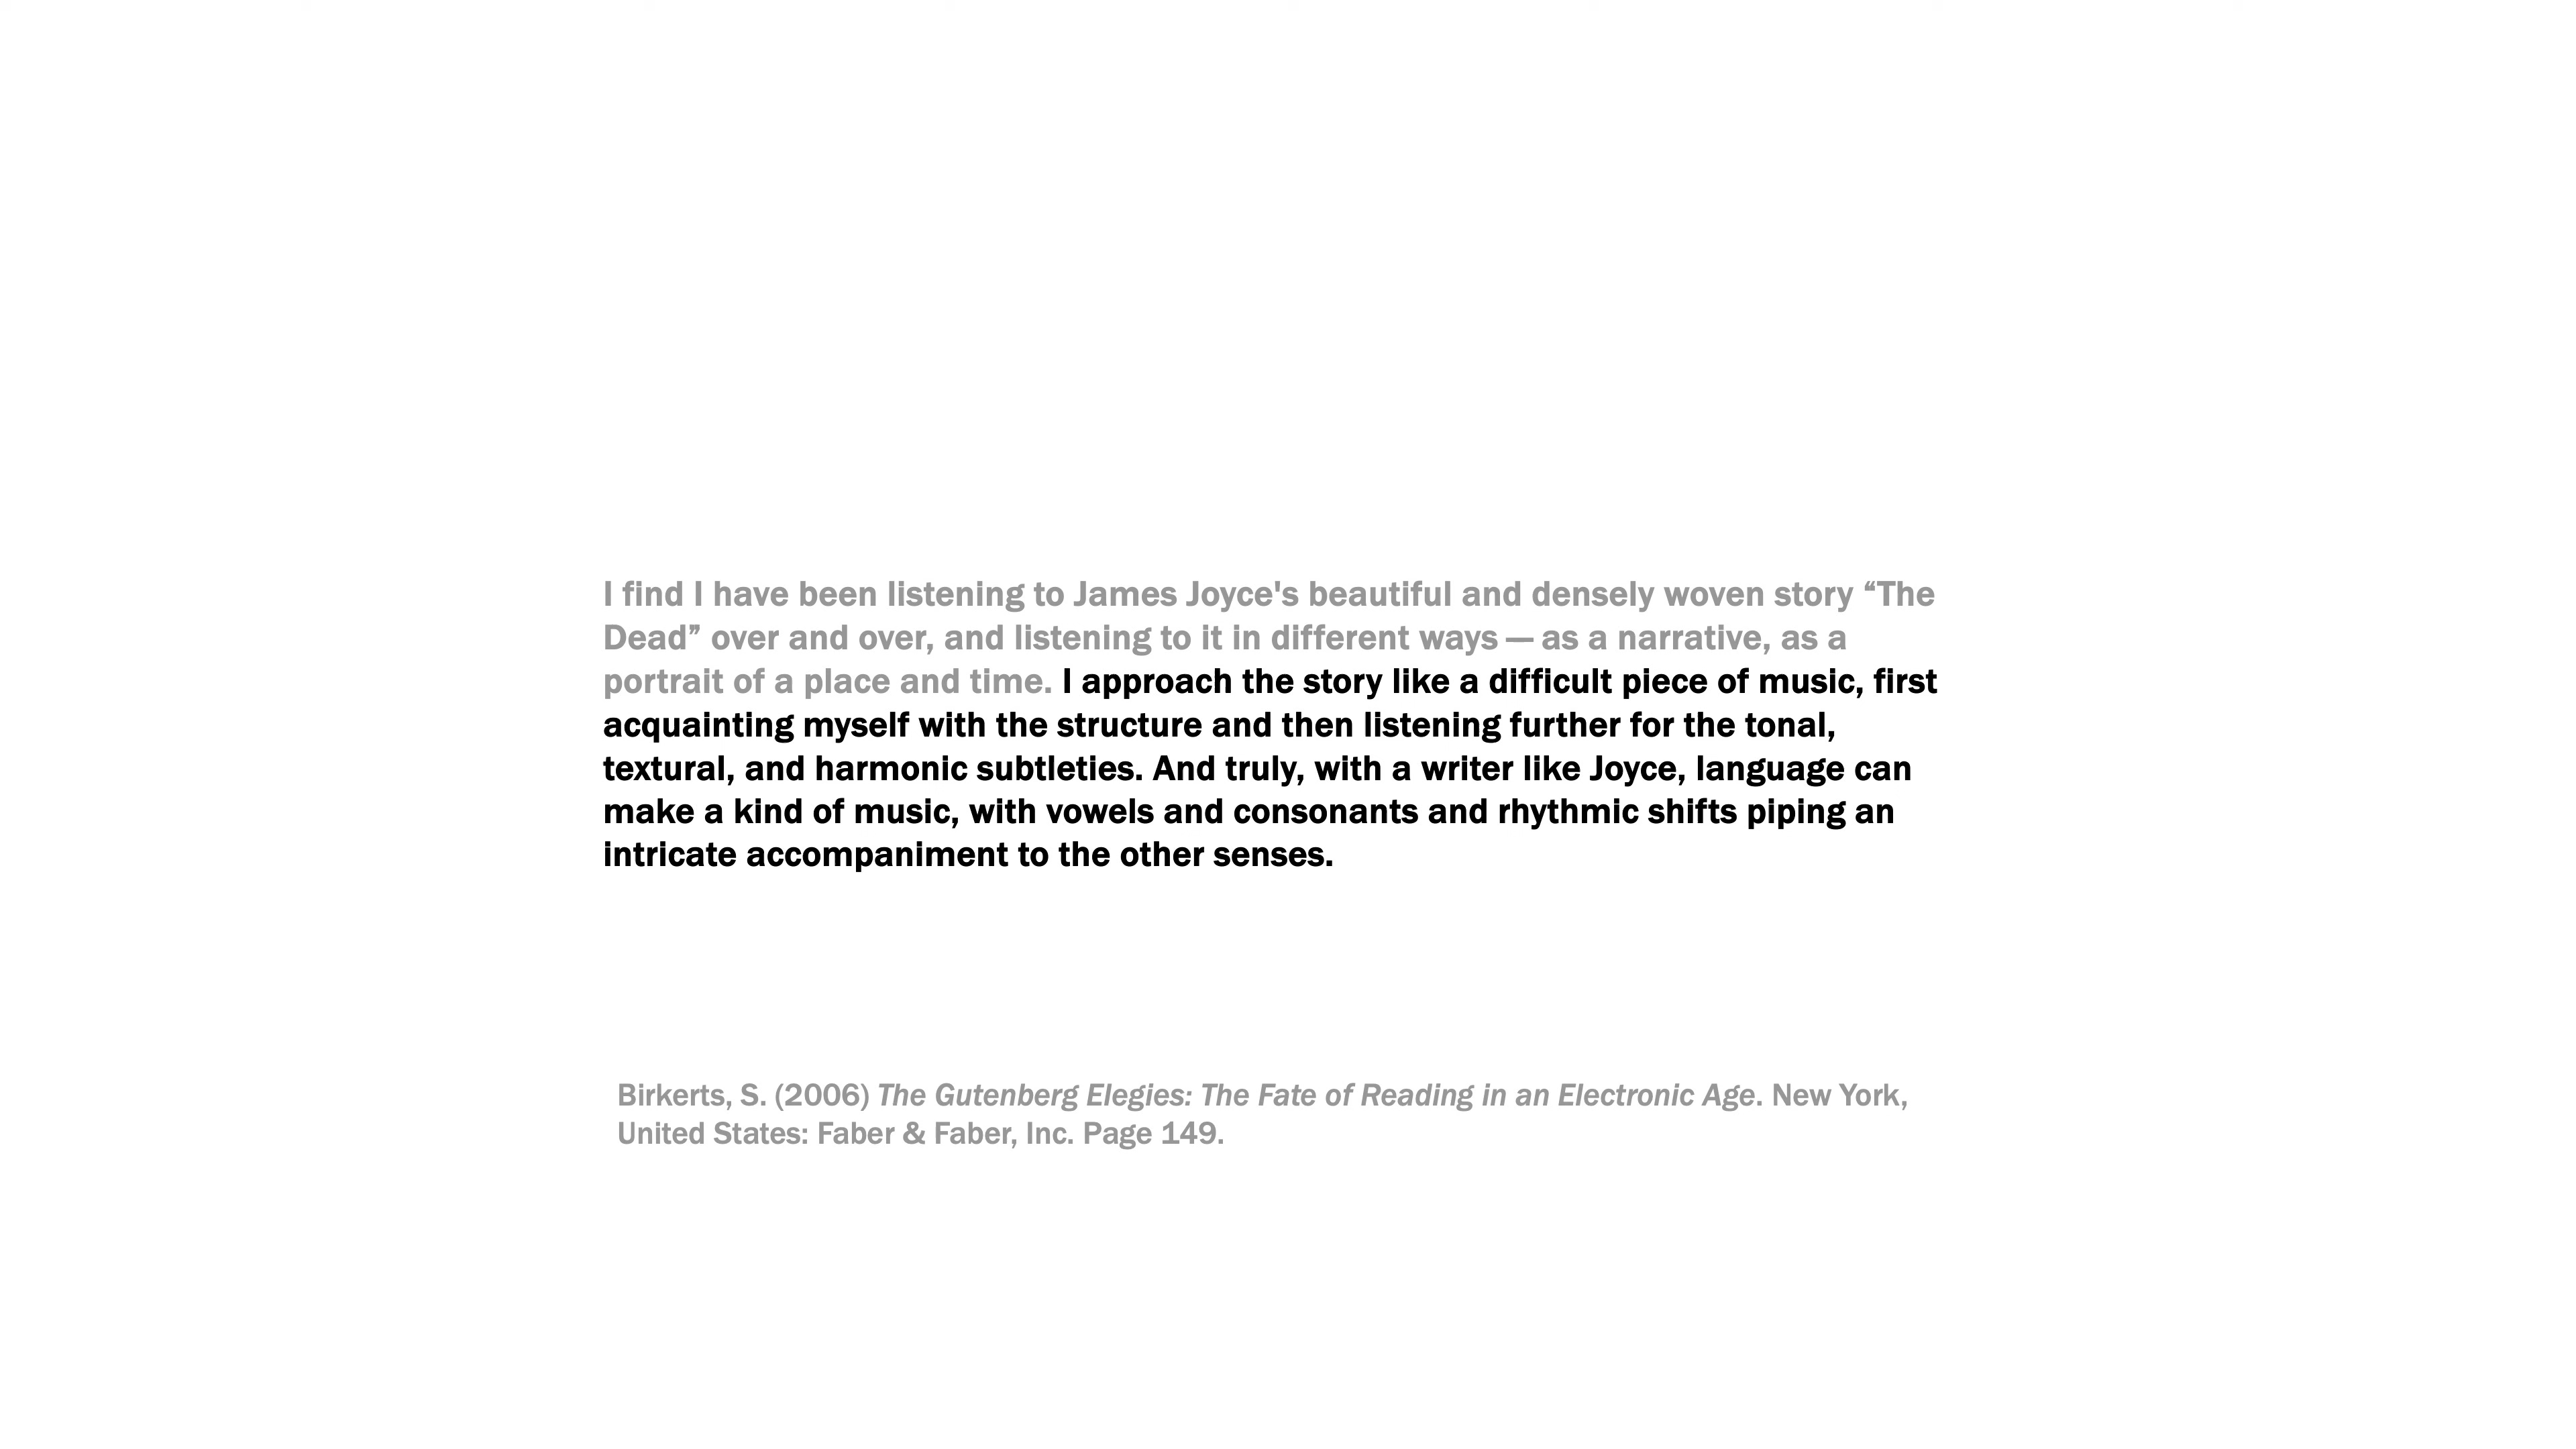 I find I have been listening to James Joyce's beautiful and densely woven story “The
Dead” over and over, and listening to it in different ways — as a narrative, as a
portrait of a place and time. I approach the story like a difficult piece of music, first
acquainting myself with the structure and then listening further for the tonal,
textural, and harmonic subtleties. And truly, with a writer like Joyce, language can
make a kind of music, with vowels and consonants and rhythmic shifts piping an
intricate accompaniment to the other senses.
Birkerts, S. (2006) The Gutenberg Elegies: The Fate of Reading in an Electronic Age. New York,
United States: Faber & Faber, Inc. Page 149.